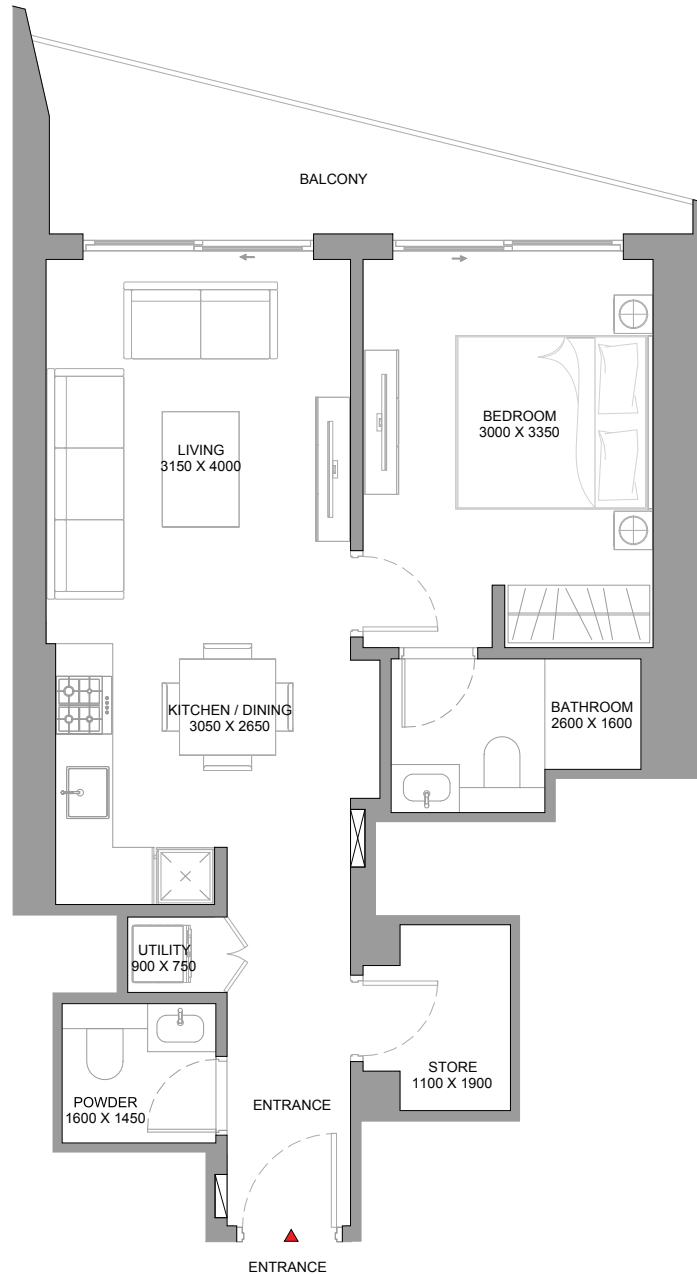 BALCONY
LIVING
3150 X 4000
BEDROOM
3000 X 3350
KITCHEN / DINING
3050 X 2650
BATHROOM
2600 X 1600
UTILITY
900 X 750
STORE
1100 X 1900
POWDER
1600 X 1450
ENTRANCE
ENTRANCE